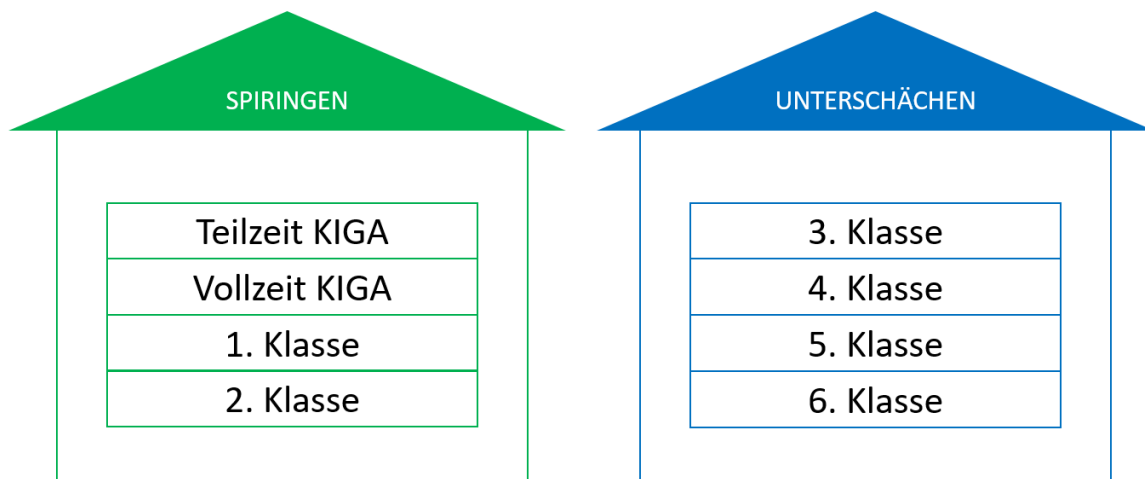 SPIRINGEN
Teilzeit KIGA
Vollzeit KIGA
1. Klasse
2. Klasse
UNTERSCHÄCHEN
3. Klasse
4. Klasse
5. Klasse
6. Klasse